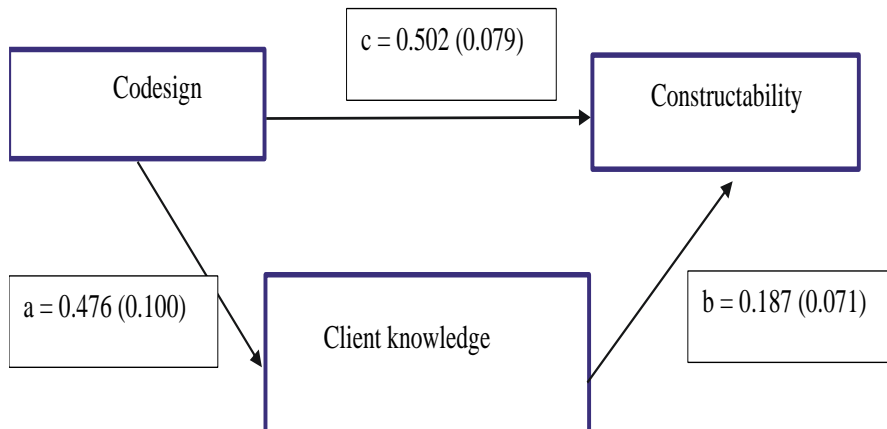 c = 0.502 (0.079)
Codesign
Constructability
a = 0.476 (0.100)
b = 0.187 (0.071)
Client knowledge